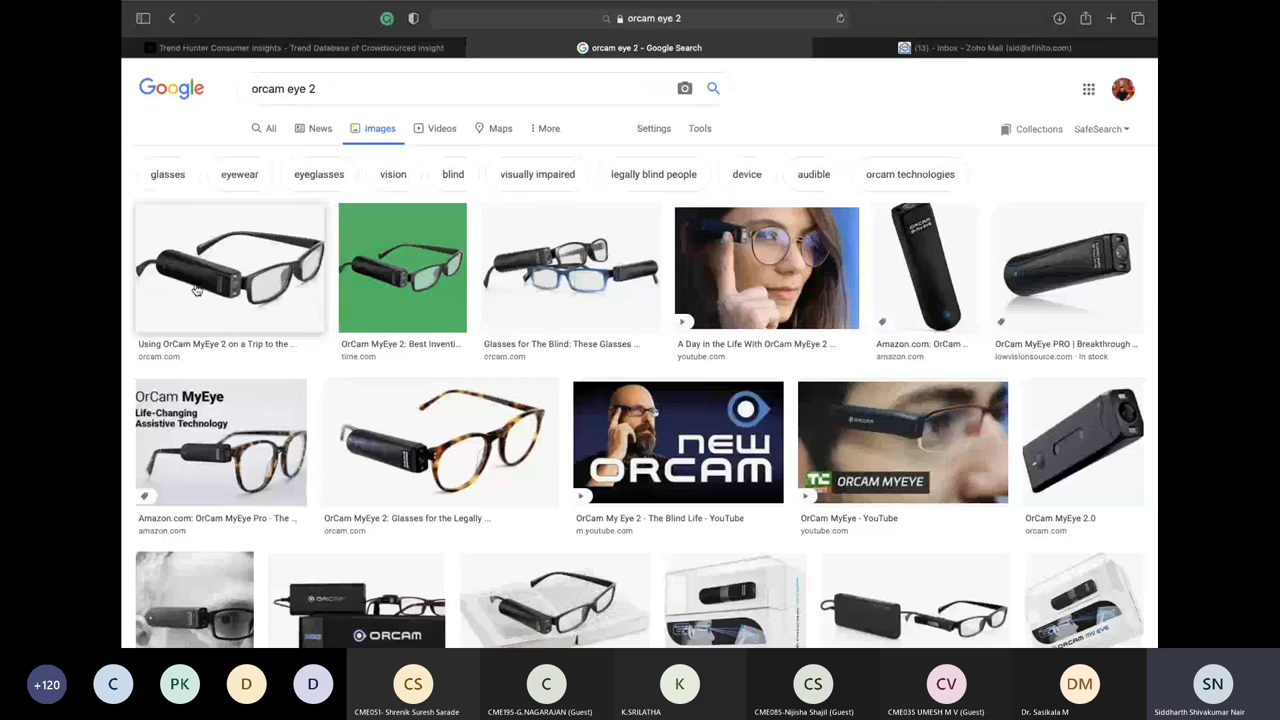 orcam eye 2
Trend Hunter Consumer insights - Trend Database of Crowdsourced insight
orcam eye 2 - Google Search
(13) - Inbox - Zoho Mail (sid@xfinito.com)
Google
orcam eye 2
All
News
Images
Videos
Maps
More
Settings
Tools
Collections
SafeSearch
glasses
eyewear
eyeglasses
vision
blind
visually impaired
legally blind people
device
audible
orcam technologies
Using OrCam MyEye 2 on a Trip to the ...
orcam.com
OrCam MyEye 2: Best Inventi...
time.com
Glasses for The Blind: These Glasses ...
orcam.com
A Day in the Life With OrCam MyEye 2 ...
youtube.com
Amazon.com: OrCam ...
amazon.com
OrCam MyEye PRO | Breakthrough ...
lowvisionsource.com · In stock
OrCam MyEye
Life-Changing
Assistive Technology
NEW
ORCAM
ORCAM
TC
ORCAM MYEYE
Amazon.com: OrCam MyEye Pro - The ...
amazon.com
OrCam MyEye 2: Glasses for the Legally ...
orcam.com
OrCam My Eye 2 - The Blind Life - YouTube
m.youtube.com
OrCam MyEye - YouTube
youtube.com
OrCam MyEye 2.0
orcam.com
ORCAM
ORCAM
ORCAM MY EYE
+120
C
PK
D
D
CS
C
K
CS
CV
DM
SN
CME051- Shrenik Suresh Sarade
CME195-G.NAGARAJAN (Guest)
K.SRILATHA
CME085-Nijisha Shajil (Guest)
CME035 UMESH M V (Guest)
Dr. Sasikala M
Siddharth Shivakumar Nair